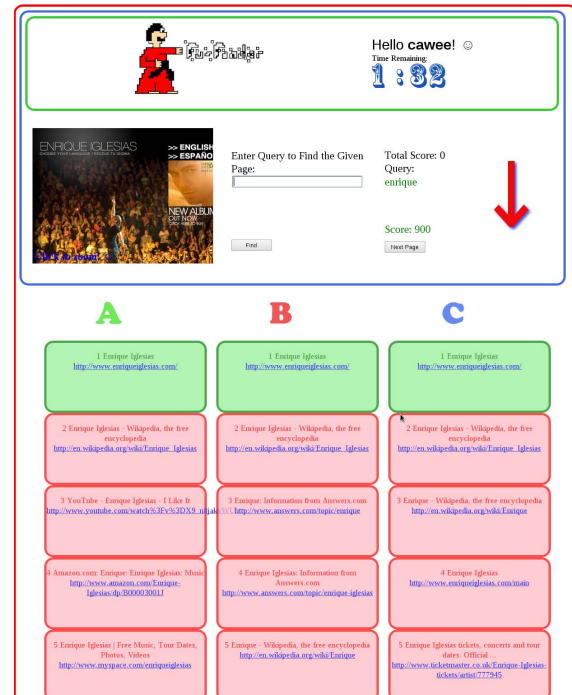 FuFinder
Hello cawee! ☺
Time Remaining:
1:32
ENRIQUE IGLESIAS
CHOOSE YOUR LANGUAGE
>> ENGLISH
>> ESPAÑO
NEW ALBUM
OUT NOW
Click to zoom!
Enter Query to Find the Given
Page:
Find
Total Score: 0
Query:
enrique
Score: 900
Next Page
A
B
C
1 Enrique Iglesias
http://www.enriqueiglesias.com/
1 Enrique Iglesias
http://www.enriqueiglesias.com/
1 Enrique Iglesias
http://www.enriqueiglesias.com/
2 Enrique Iglesias - Wikipedia, the free
encyclopedia
http://en.wikipedia.org/wiki/Enrique_Iglesias
2 Enrique Iglesias - Wikipedia, the free
encyclopedia
http://en.wikipedia.org/wiki/Enrique_Iglesias
2 Enrique Iglesias - Wikipedia, the free
encyclopedia
http://en.wikipedia.org/wiki/Enrique_Iglesias
3 YouTube - Enrique Iglesias - I Like It
3 Enrique: Information from Answers.com
http://www.answers.com/topic/enrique
3 Enrique - Wikipedia, the free encyclopedia
http://en.wikipedia.org/wiki/Enrique
4 Amazon.com: Enrique: Enrique Iglesias: Music
http://www.amazon.com/Enrique-
Iglesias/dp/B00003001J
4 Enrique Iglesias: Information from
Answers.com
http://www.answers.com/topic/enrique-iglesias
4 Enrique Iglesias
http://www.enriqueiglesias.com/main
5 Enrique Iglesias | Free Music, Tour Dates,
Photos, Videos
http://www.myspace.com/enriqueiglesias
5 Enrique - Wikipedia, the free encyclopedia
http://en.wikipedia.org/wiki/Enrique
5 Enrique Iglesias tickets, concerts and tour
dates. Official ...
http://www.ticketmaster.co.uk/Enrique-Iglesias-
tickets/artist/777945